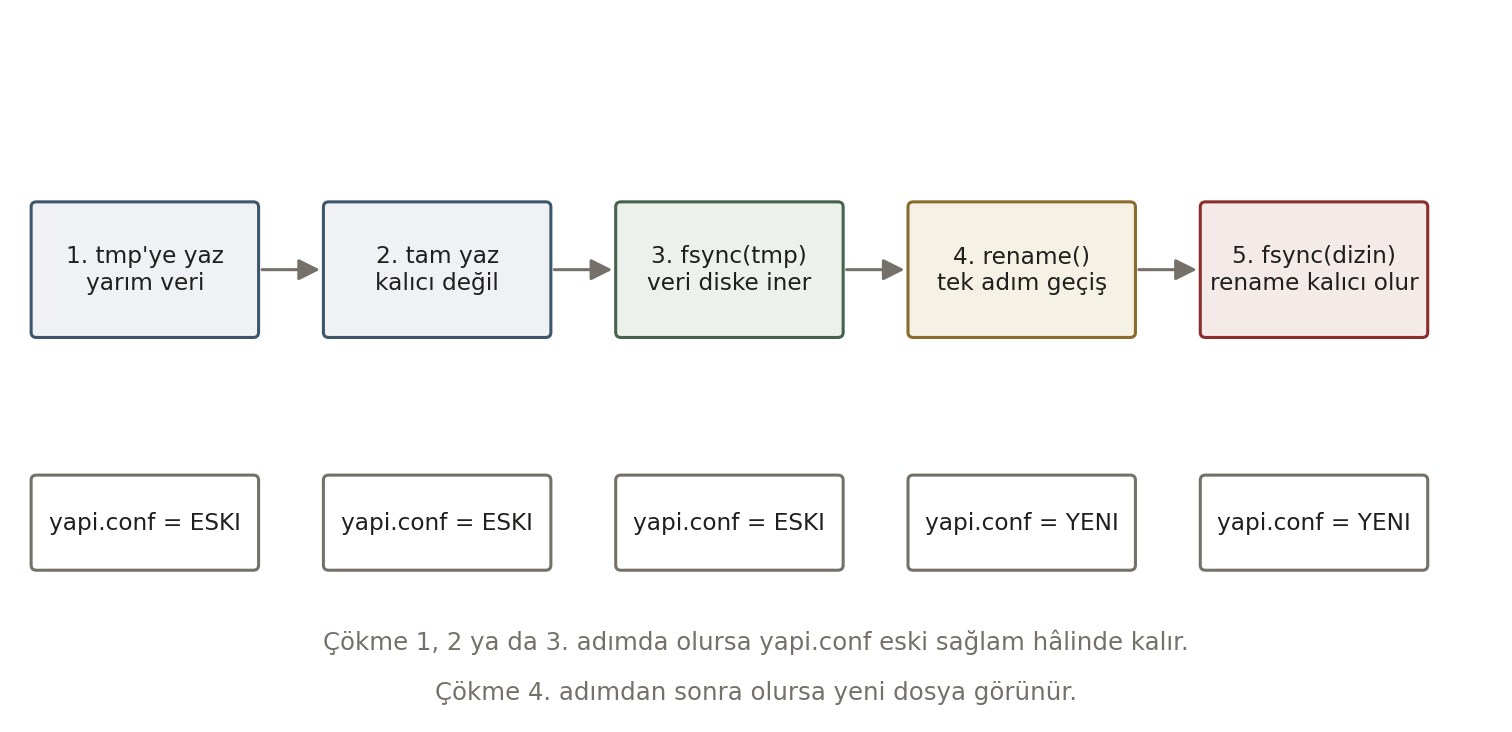 1. tmp'ye yaz
yarım veri
2. tam yaz
kalıcı değil
3. fsync(tmp)
veri diske iner
4. rename()
tek adım geçiş
5. fsync(dizin)
rename kalıcı olur
yapi.conf = ESKI
yapi.conf = ESKI
yapi.conf = ESKI
yapi.conf = YENI
yapi.conf = YENI
Çökme 1, 2 ya da 3. adımda olursa yapi.conf eski sağlam hâlinde kalır.
Çökme 4. adımdan sonra olursa yeni dosya görünür.